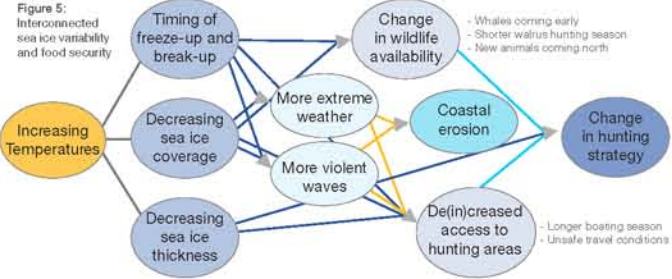 Figure 5:
Interconnected
sea ice variability
and food security
Increasing
Temperatures
Timing of
freeze-up and
break-up
Decreasing
sea ice
coverage
Decreasing
sea ice
thickness
More extreme
weather
More violent
waves
Change
in wildlife
availability
- Whales coming early
- Shorter walrus hunting season
- New animals coming north
Coastal
erosion
De(in)creased
access to
hunting areas
- Longer boating season
- Unsafe travel conditions
Change
in hunting
strategy